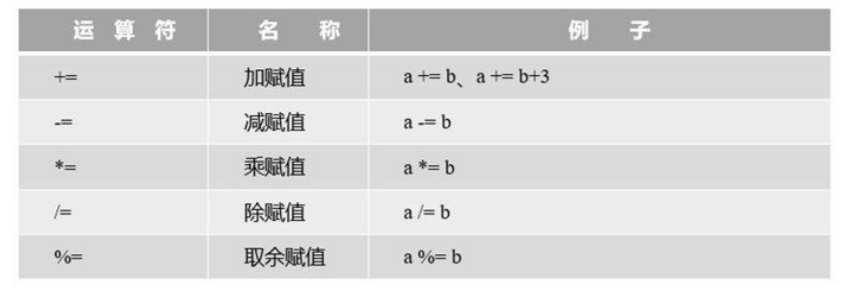 运 算 符 名 称 例 子
+= 加赋值 a += b、a += b+3
-= 减赋值 a -= b
*= 乘赋值 a *= b
/= 除赋值 a /= b
%= 取余赋值 a %= b